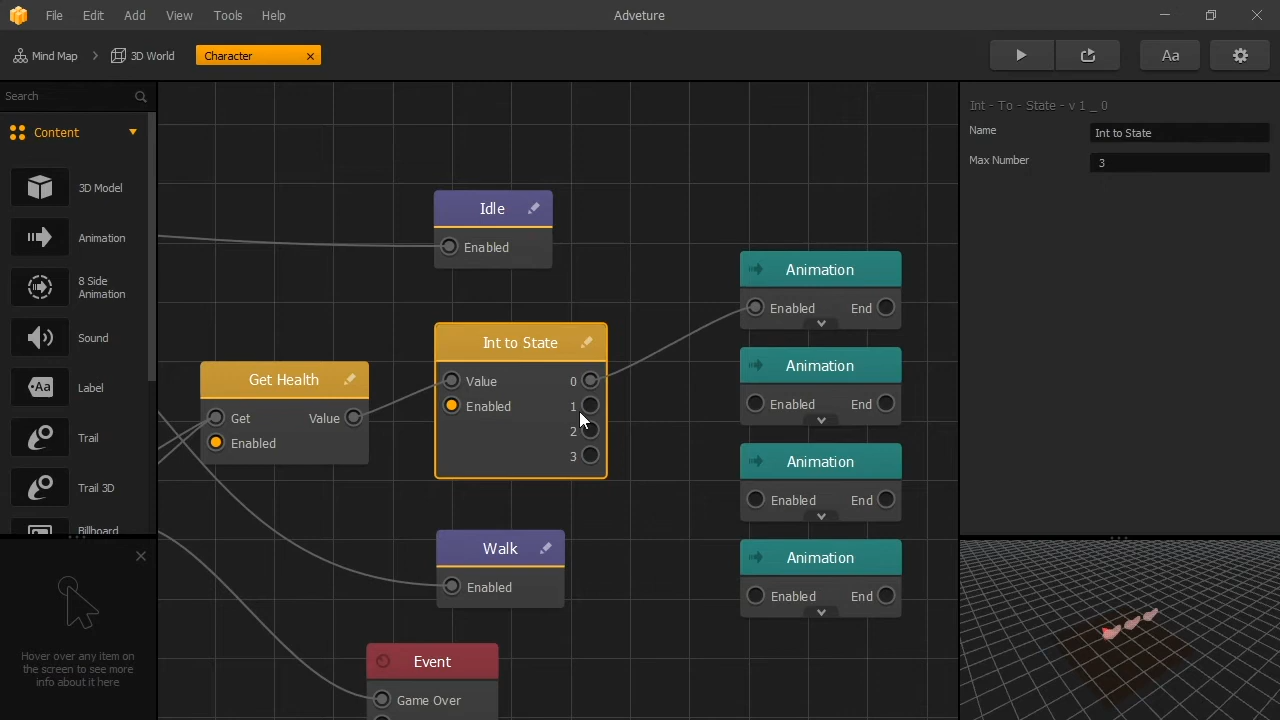 File Edit View Tools Help
Adveture
Mind Map
3D World
Character
Aa
Search
Content
3D Model
Animation
8 Side
Animation
Sound
Aa
Label
Trail
Trail 3D
Billboard
Hover over any item on
the screen to see more
info about it here
Idle
Enabled
Get Health
Get Value
Enabled
Int to State
Value 0
Enabled 1
2
3
Walk
Enabled
Event
Game Over
Animation
Enabled End
Animation
Enabled End
Animation
Enabled End
Animation
Enabled End
Int - To - State - v 1 _ 0
Name Int to State
Max Number 3